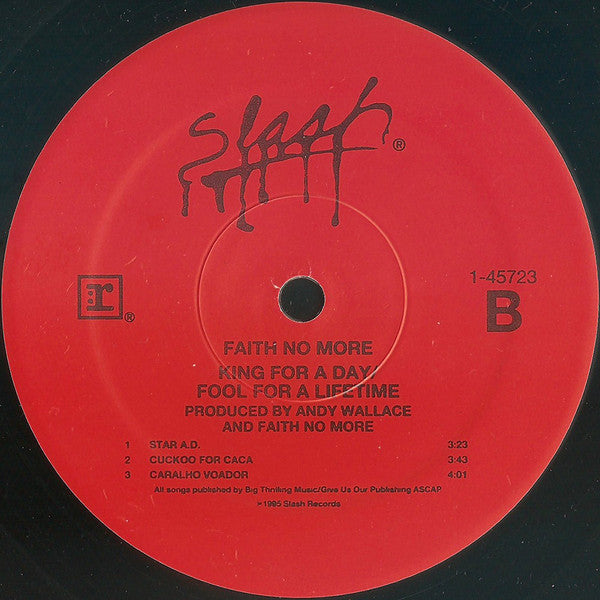 Slash ®
r ®
1-45723
B
FAITH NO MORE
KING FOR A DAY/
FOOL FOR A LIFETIME
PRODUCED BY ANDY WALLACE
AND FAITH NO MORE
1 STAR A.D. 3:23
2 CUCKOO FOR CACA 3:43
3 CARALHO VOADOR 4:01
All songs published by Big Thrilling Music/Give Us Our Publishing ASCAP
℗ 1995 Slash Records